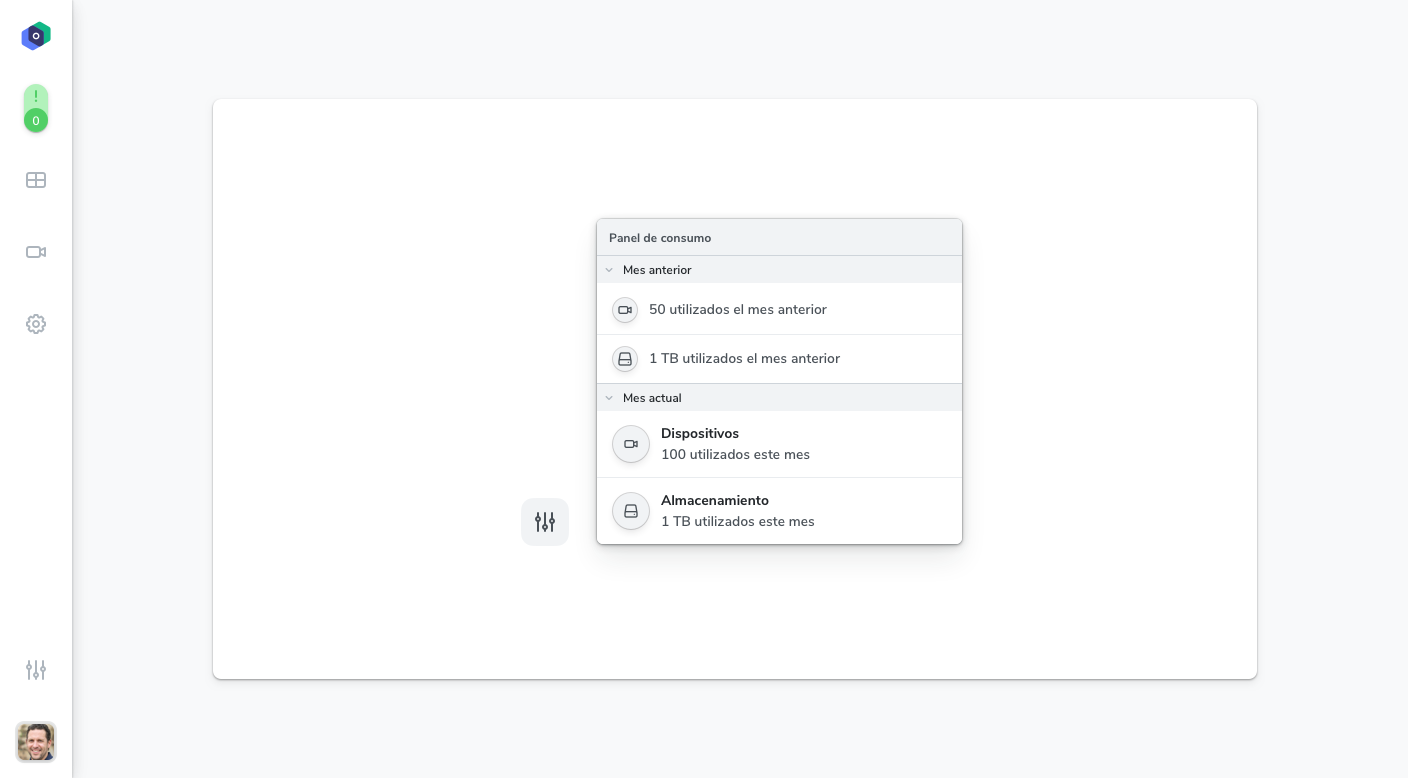 !
0
Panel de consumo
Mes anterior
50 utilizados el mes anterior
1 TB utilizados el mes anterior
Mes actual
Dispositivos
100 utilizados este mes
Almacenamiento
1 TB utilizados este mes